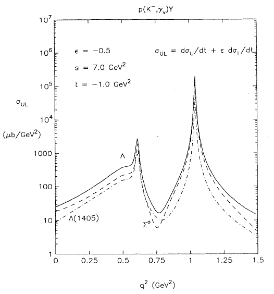 p(K⁻,γᵥ)Y
10⁷
10⁶
10⁵
10⁴
1000
100
10
1
σ_UL
(μb/GeV²)
ϵ = −0.5
s = 7.0 GeV²
t = −1.0 GeV²
σ_UL = dσ_U/dt + ϵ dσ_L/dt
Λ
Λ(1405)
0 0.25 0.5 0.75 1 1.25 1.5
q² (GeV²)